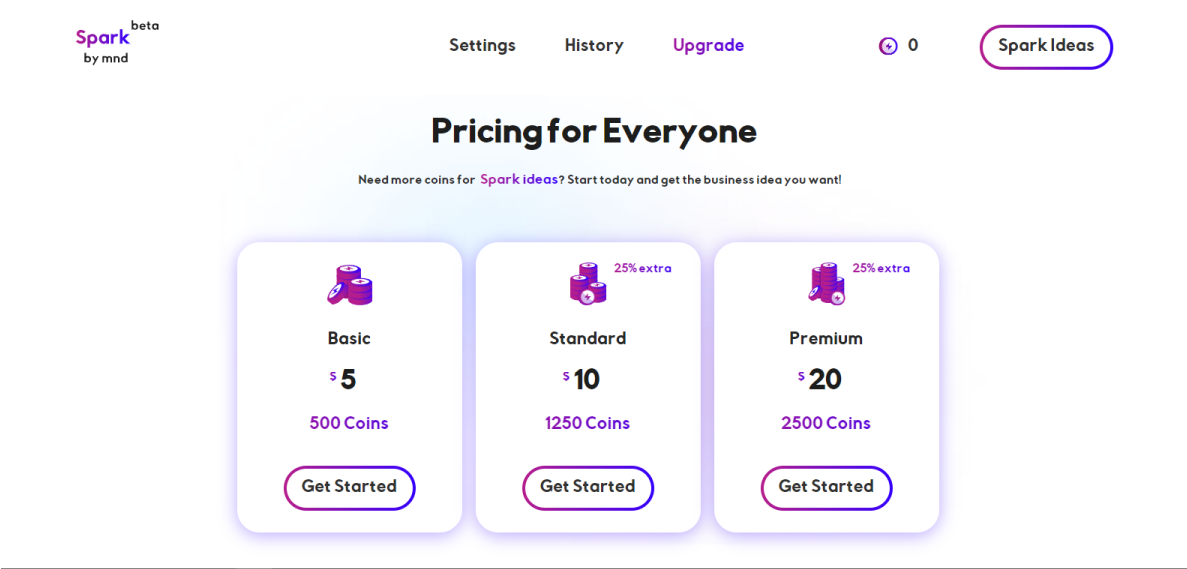 beta
Spark
by mnd
Settings History Upgrade 0 Spark Ideas
Pricing for Everyone
Need more coins for Spark ideas? Start today and get the business idea you want!
25% extra 25% extra
Basic Standard Premium
$ 5 $ 10 $ 20
500 Coins 1250 Coins 2500 Coins
Get Started Get Started Get Started